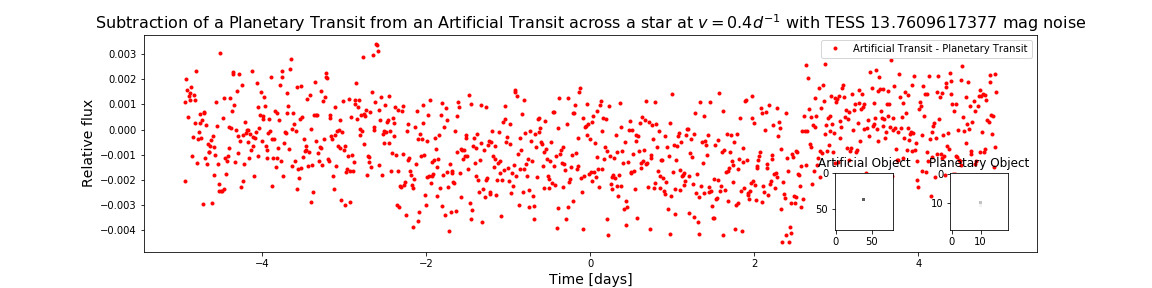 Subtraction of a Planetary Transit from an Artificial Transit across a star at v = 0.4d⁻¹ with TESS 13.7609617377 mag noise
Artificial Transit - Planetary Transit
Relative flux
0.003
0.002
0.001
0.000
−0.001
−0.002
−0.003
−0.004
Artificial Object
0
50
0 50
Planetary Object
0
10
0 10
−4 −2 0 2 4
Time [days]